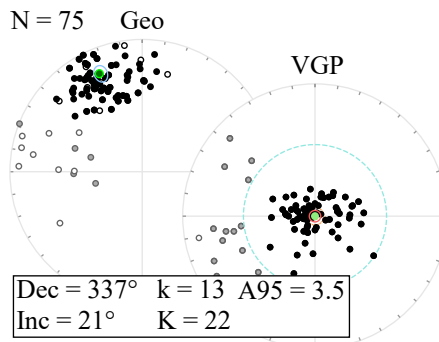 N = 75 Geo
VGP
Dec = 337° k = 13 A95 = 3.5
Inc = 21° K = 22